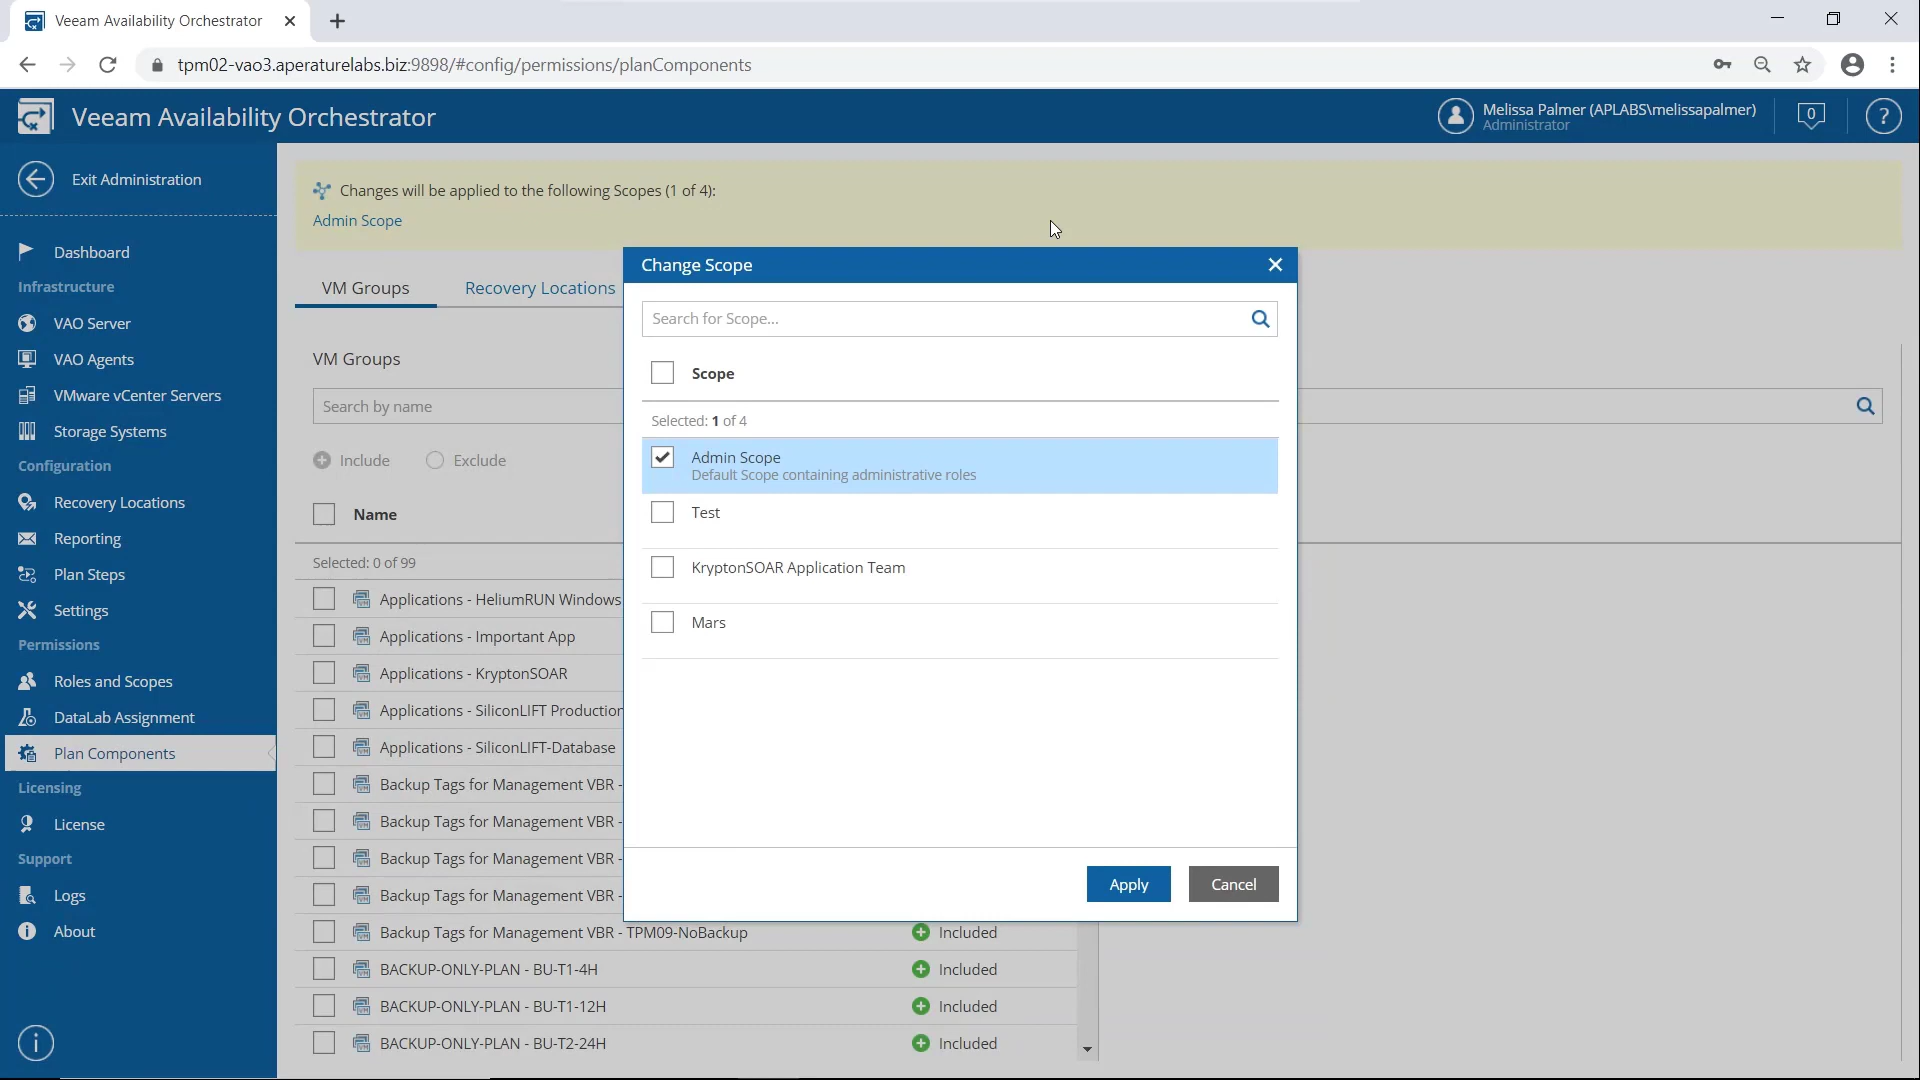 Veeam Availability Orchestrator
tpm02-vao3.aperaturelabs.biz:9898/#config/permissions/planComponents
Veeam Availability Orchestrator
Melissa Palmer (APLABS\melissapalmer)
Administrator
0
?
Exit Administration
Dashboard
Infrastructure
VAO Server
VAO Agents
VMware vCenter Servers
Storage Systems
Configuration
Recovery Locations
Reporting
Plan Steps
Settings
Permissions
Roles and Scopes
DataLab Assignment
Plan Components
Licensing
License
Support
Logs
About
Changes will be applied to the following Scopes (1 of 4):
Admin Scope
VM Groups
Recovery Locations
VM Groups
Search by name
Include
Exclude
Name
Selected: 0 of 99
Applications - HeliumRUN Windows
Applications - Important App
Applications - KryptonSOAR
Applications - SiliconLIFT Production
Applications - SiliconLIFT-Database
Backup Tags for Management VBR -
Backup Tags for Management VBR -
Backup Tags for Management VBR -
Backup Tags for Management VBR -
Backup Tags for Management VBR - TPM09-NoBackup Included
BACKUP-ONLY-PLAN - BU-T1-4H Included
BACKUP-ONLY-PLAN - BU-T1-12H Included
BACKUP-ONLY-PLAN - BU-T2-24H Included
Change Scope
Search for Scope...
Scope
Selected: 1 of 4
Admin Scope
Default Scope containing administrative roles
Test
KryptonSOAR Application Team
Mars
Apply
Cancel